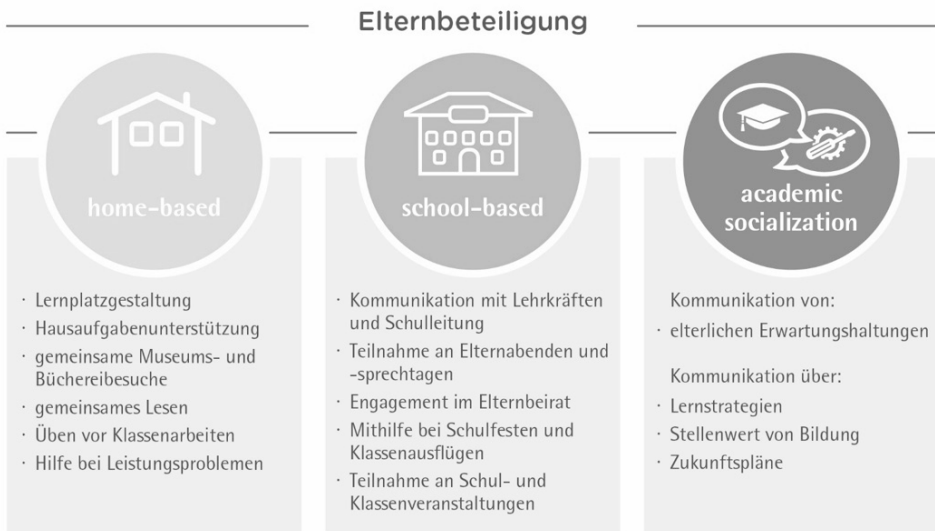 Elternbeteiligung
home-based
· Lernplatzgestaltung
· Hausaufgabenunterstützung
· gemeinsame Museums- und
Büchereibesuche
· gemeinsames Lesen
· Üben vor Klassenarbeiten
· Hilfe bei Leistungsproblemen
school-based
· Kommunikation mit Lehrkräften
und Schulleitung
· Teilnahme an Elternabenden und
-sprechtagen
· Engagement im Elternbeirat
· Mithilfe bei Schulfesten und
Klassenausflügen
· Teilnahme an Schul- und
Klassenveranstaltungen
academic
socialization
Kommunikation von:
· elterlichen Erwartungshaltungen
Kommunikation über:
· Lernstrategien
· Stellenwert von Bildung
· Zukunftspläne